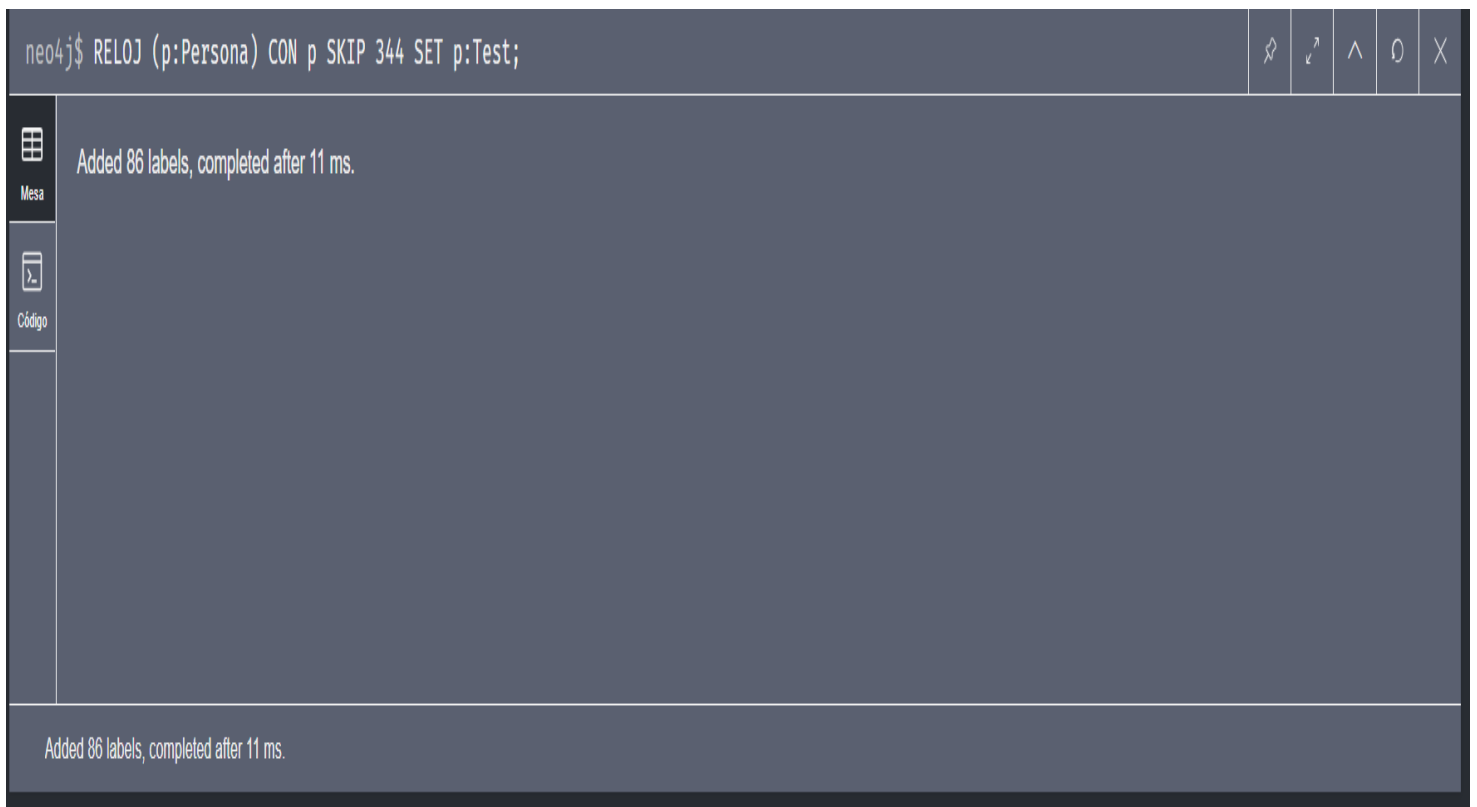 neo4j$ RELOJ (p:Persona) CON p SKIP 344 SET p:Test;
Mesa
Added 86 labels, completed after 11 ms.
Código
Added 86 labels, completed after 11 ms.